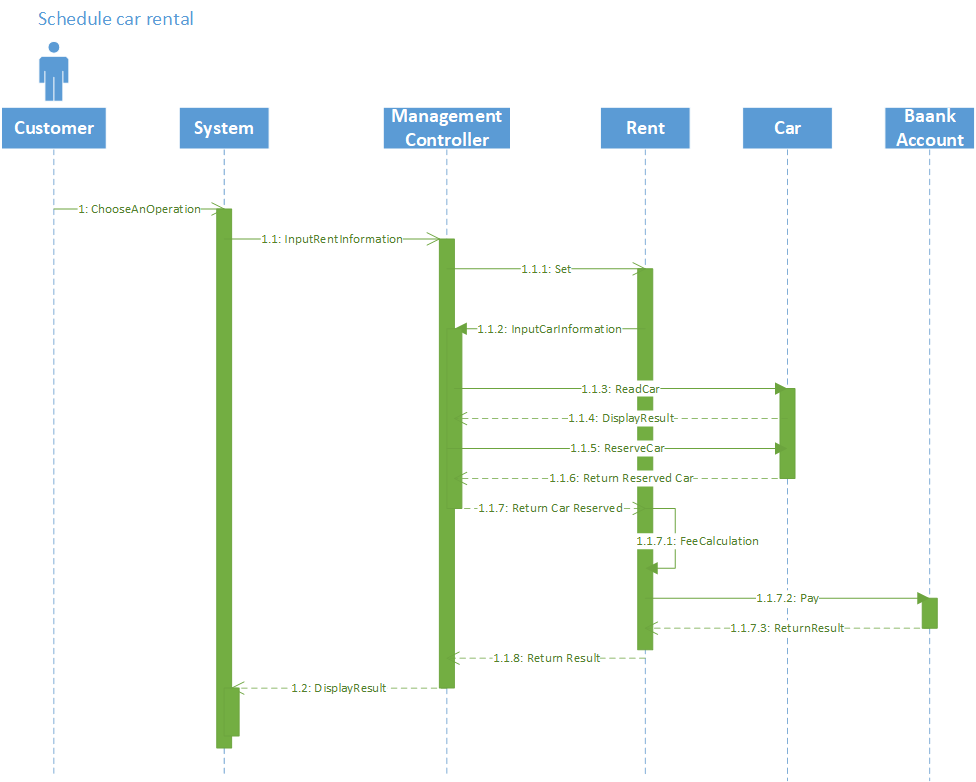 Schedule car rental
Customer
System
Management
Controller
Rent
Car
Baank
Account
1: ChooseAnOperation
1.1: InputRentInformation
1.1.1: Set
1.1.2: InputCarInformation
1.1.3: ReadCar
1.1.4: DisplayResult
1.1.5: ReserveCar
1.1.6: Return Reserved Car
1.1.7: Return Car Reserved
1.1.7.1: FeeCalculation
1.1.7.2: Pay
1.1.7.3: ReturnResult
1.1.8: Return Result
1.2: DisplayResult